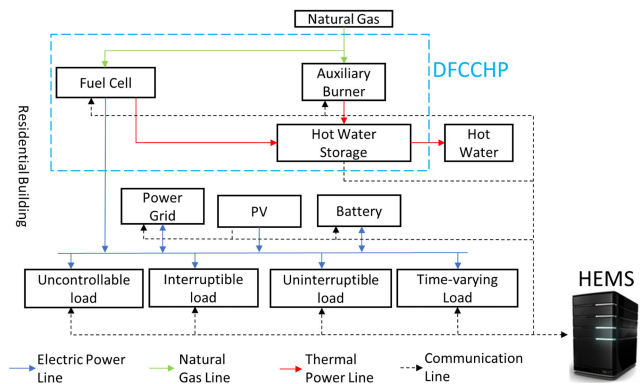 Natural Gas
DFCCHP
Fuel Cell
Auxiliary
Burner
Hot Water
Storage
Hot
Water
Residential Building
Power
Grid
PV
Battery
Uncontrollable
load
Interruptible
load
Uninterruptible
load
Time-varying
Load
HEMS
Electric Power
Line
Natural
Gas Line
Thermal
Power Line
Communication
Line